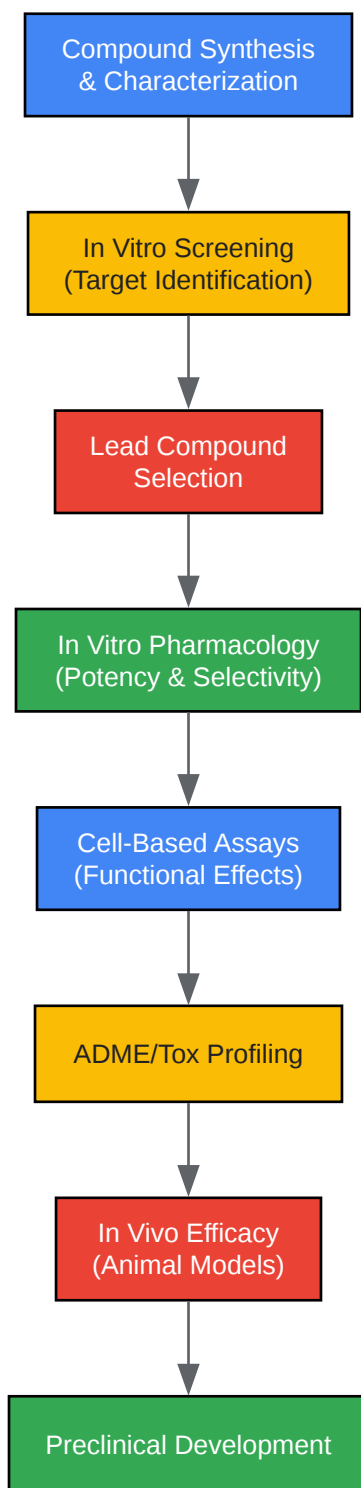 Compound Synthesis
& Characterization
In Vitro Screening
(Target Identification)
Lead Compound
Selection
In Vitro Pharmacology
(Potency & Selectivity)
Cell-Based Assays
(Functional Effects)
ADME/Tox Profiling
In Vivo Efficacy
(Animal Models)
Preclinical Development